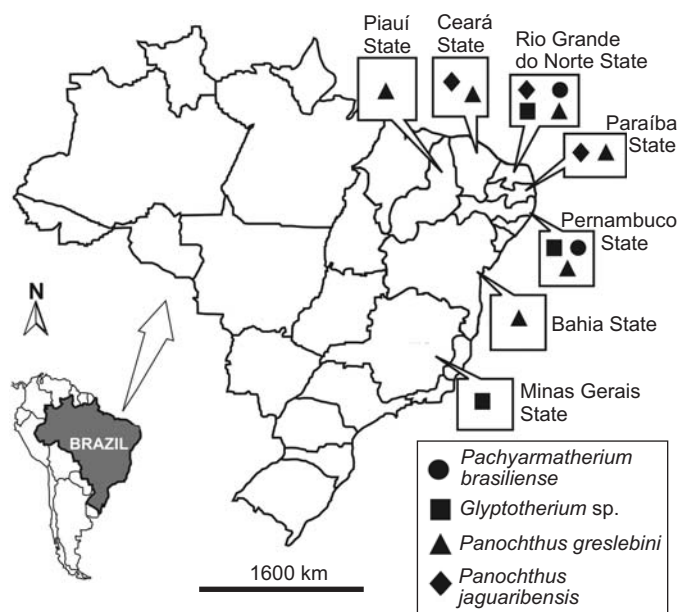 Piauí
State
Ceará
State
Rio Grande
do Norte State
Paraíba
State
Pernambuco
State
Bahia State
Minas Gerais
State
N
BRAZIL
1600 km
Pachyarmatherium
brasiliense
Glyptotherium sp.
Panochthus greslebini
Panochthus
jaguaribensis